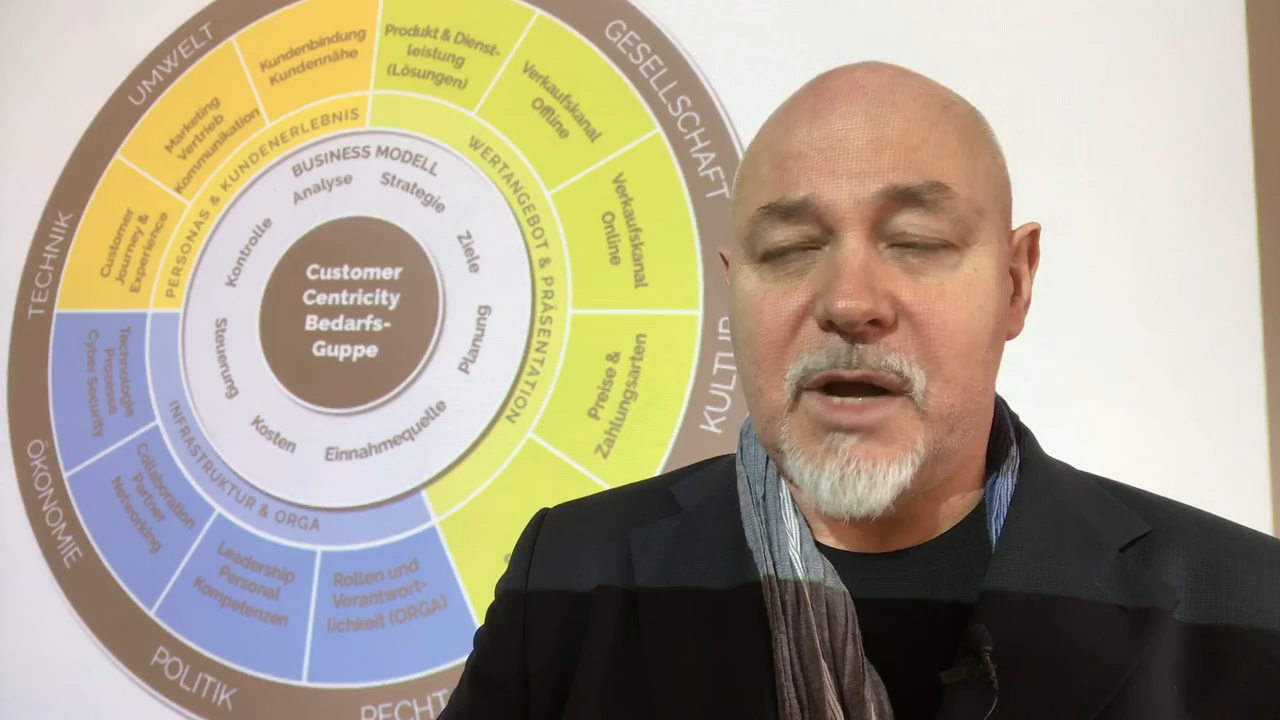 UMWELT
GESELLSCHAFT
TECHNIK
KULTUR
ÖKONOMIE
POLITIK
RECHT
Kundenbindung
Kundennähe
Produkt & Dienst-
leistung
(Lösungen)
Verkaufskanal
Offline
Verkaufskanal
Online
Preise &
Zahlungsarten
Marketing
Vertrieb
Kommunikation
Customer
Journey &
Experience
Technologie
Prozesse
Cyber Security
Collaboration
Partner
Networking
Leadership
Personal
Kompetenzen
Rollen und
Verantwort-
lichkeit (ORGA)
PERSONAS & KUNDENERLEBNIS
WERTANGEBOT & PRÄSENTATION
INFRASTRUKTUR & ORGA
BUSINESS MODELL
Analyse
Strategie
Ziele
Planung
Einnahmequelle
Kosten
Steuerung
Kontrolle
Customer
Centricity
Bedarfs-
Guppe